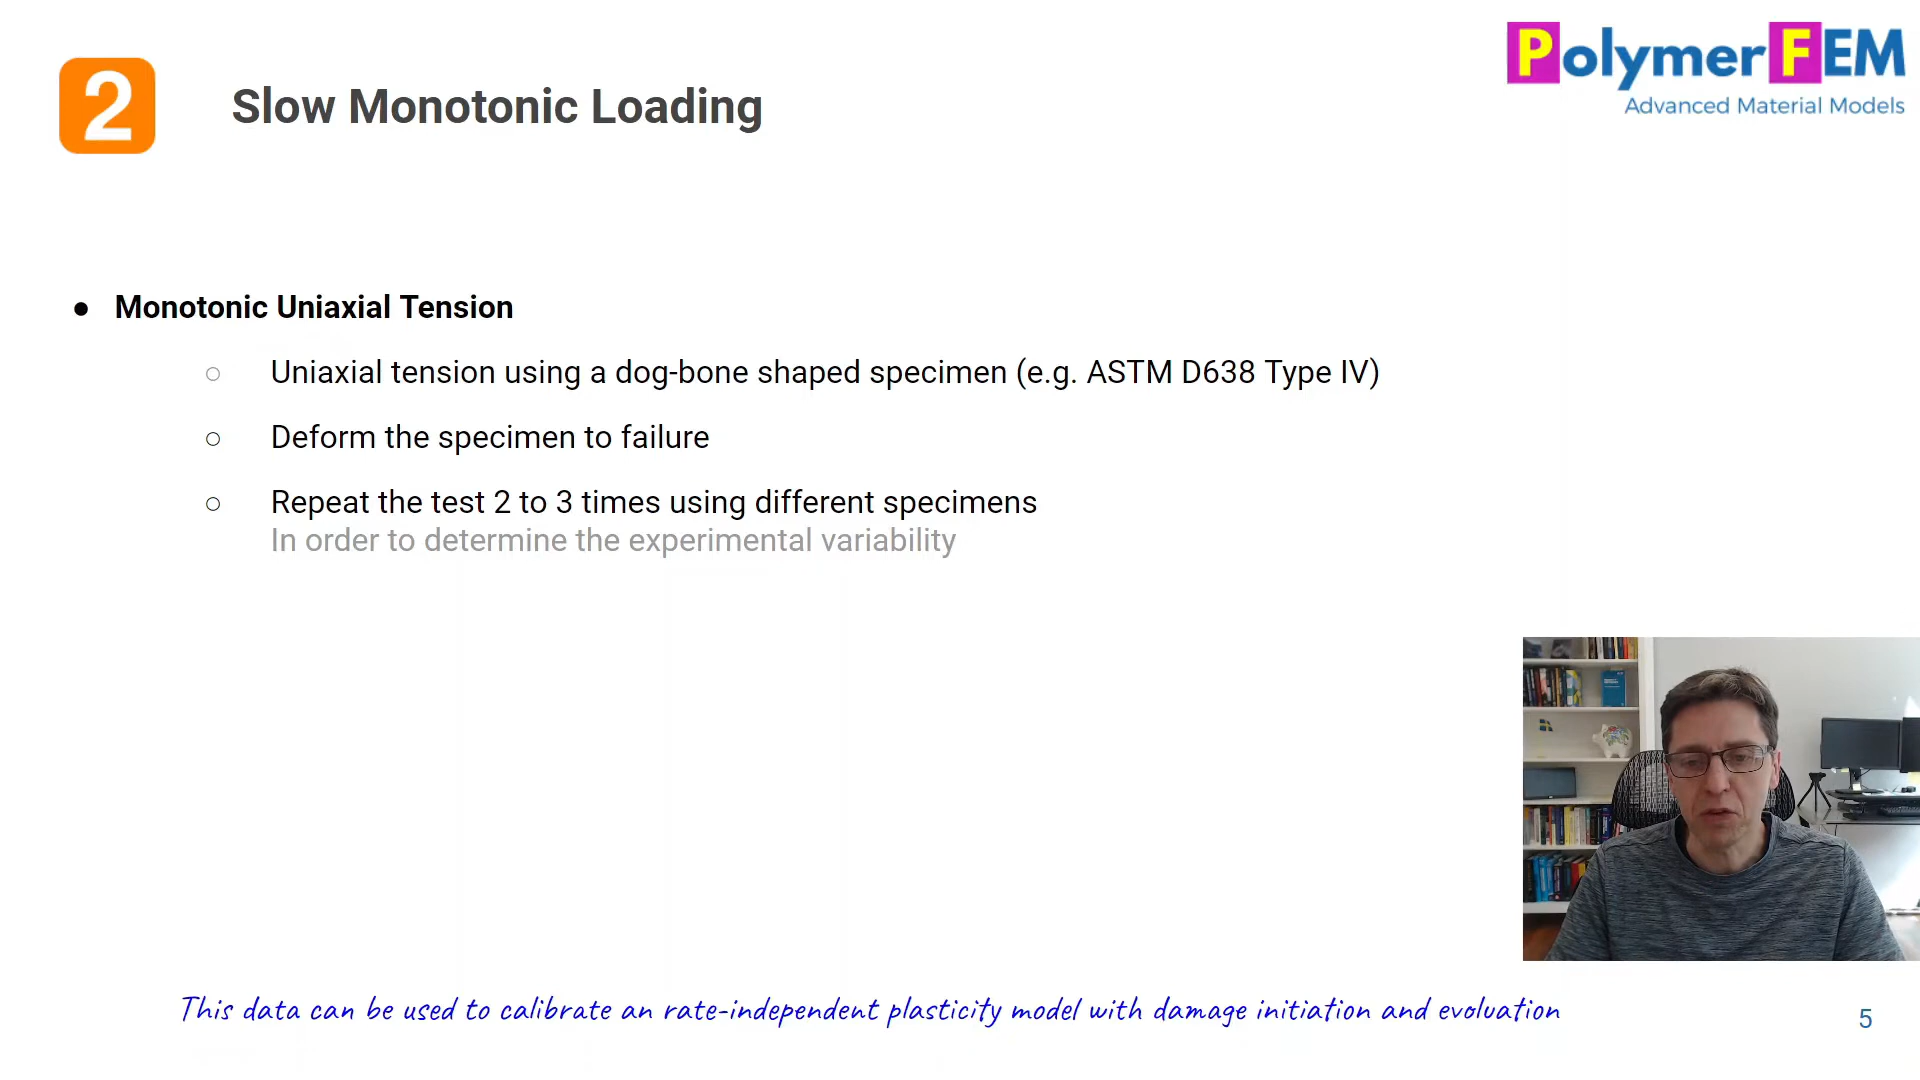 2
Slow Monotonic Loading
PolymerFEM
Advanced Material Models
● Monotonic Uniaxial Tension
○ Uniaxial tension using a dog-bone shaped specimen (e.g. ASTM D638 Type IV)
○ Deform the specimen to failure
○ Repeat the test 2 to 3 times using different specimens
In order to determine the experimental variability
This data can be used to calibrate an rate-independent plasticity model with damage initiation and evoluation
5